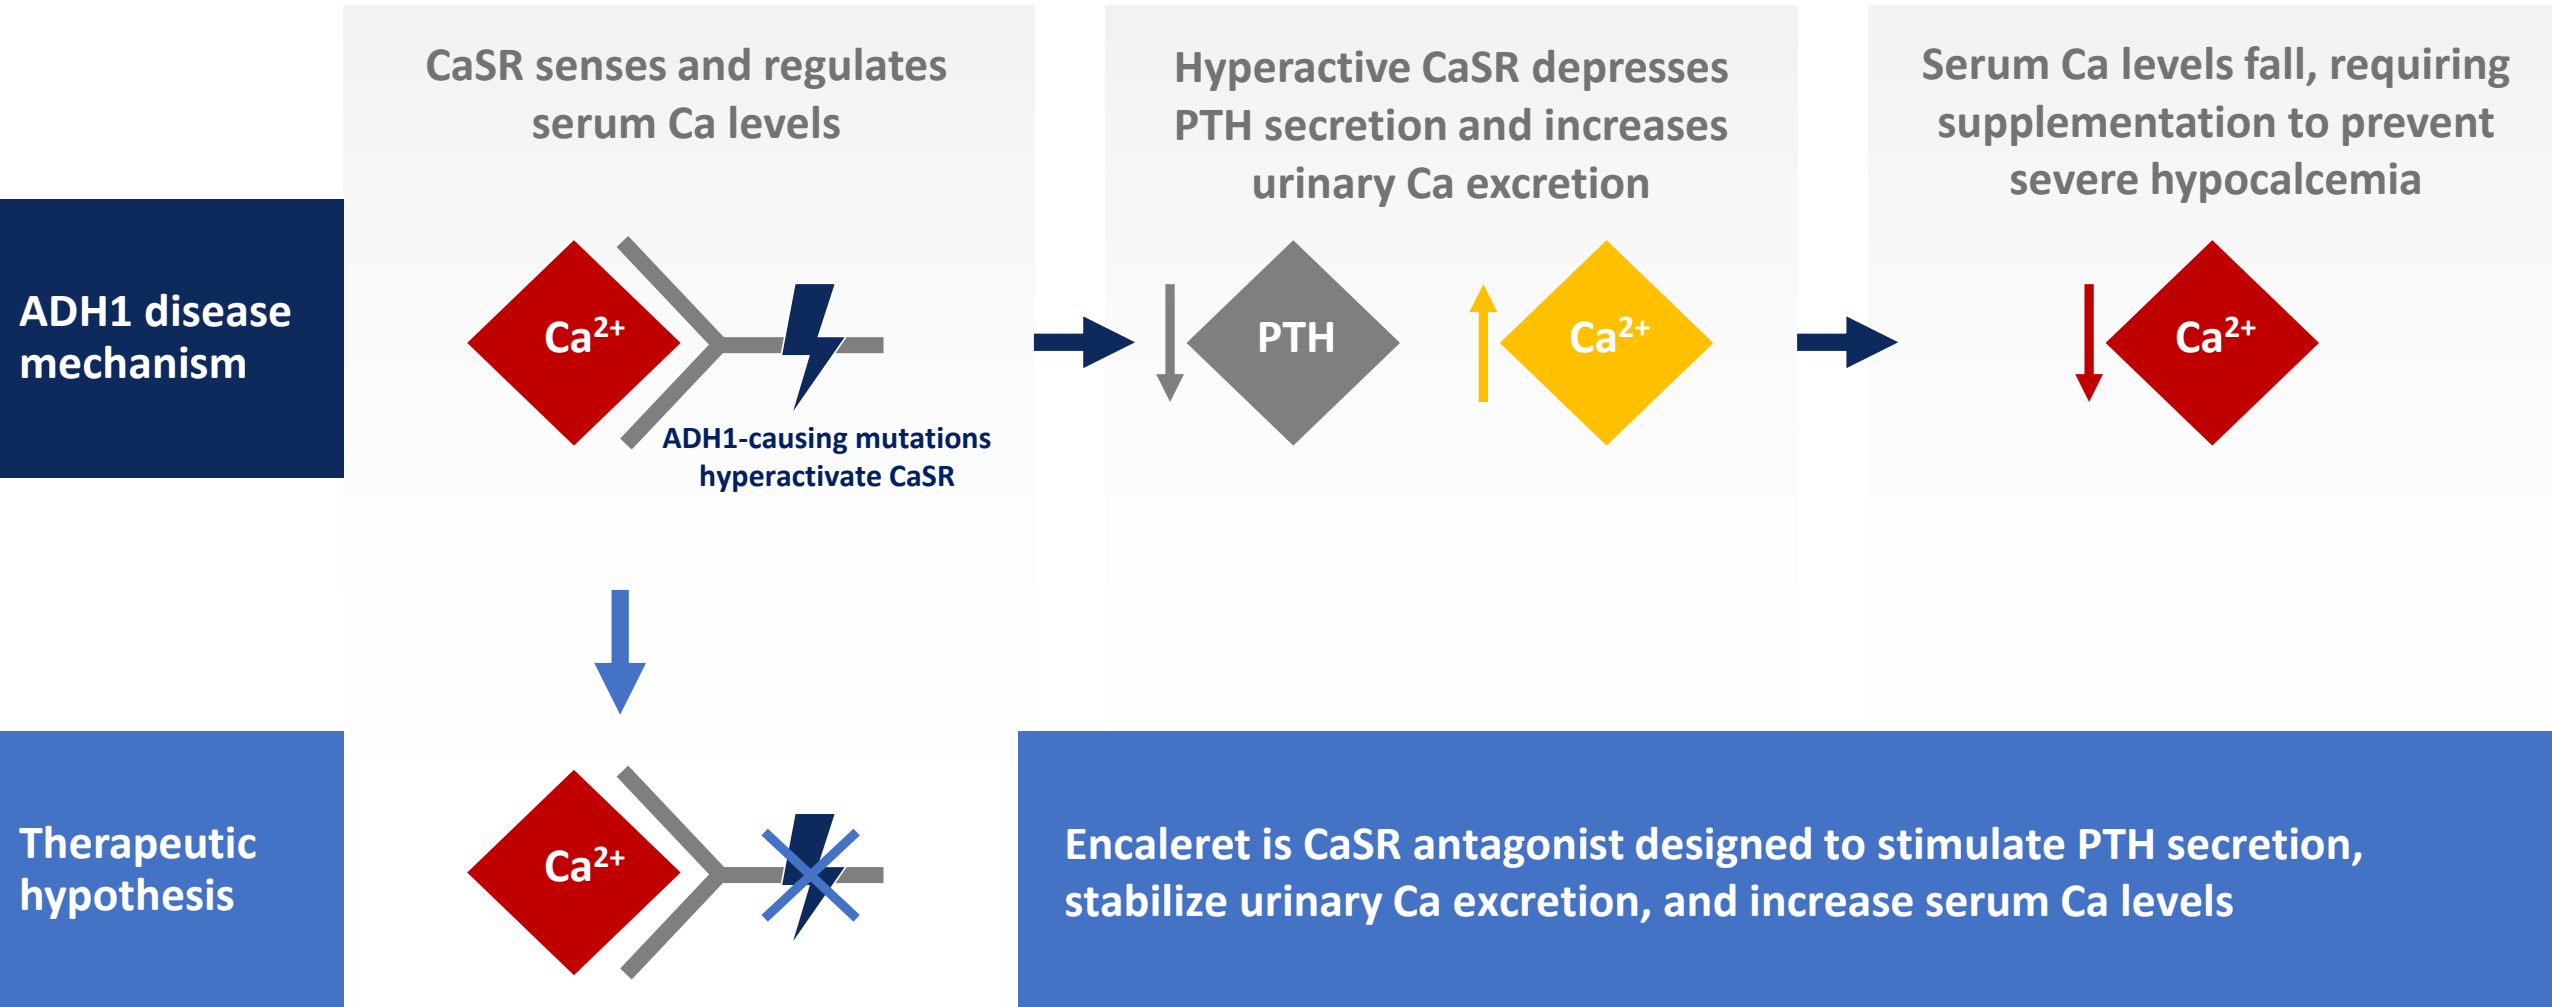 CaSR senses and regulates
serum Ca levels
Hyperactive CaSR depresses
PTH secretion and increases
urinary Ca excretion
Serum Ca levels fall, requiring
supplementation to prevent
severe hypocalcemia
ADH1 disease
mechanism
Ca²⁺
ADH1-causing mutations
hyperactivate CaSR
PTH
Ca²⁺
Ca²⁺
Therapeutic
hypothesis
Ca²⁺
Encaleret is CaSR antagonist designed to stimulate PTH secretion,
stabilize urinary Ca excretion, and increase serum Ca levels